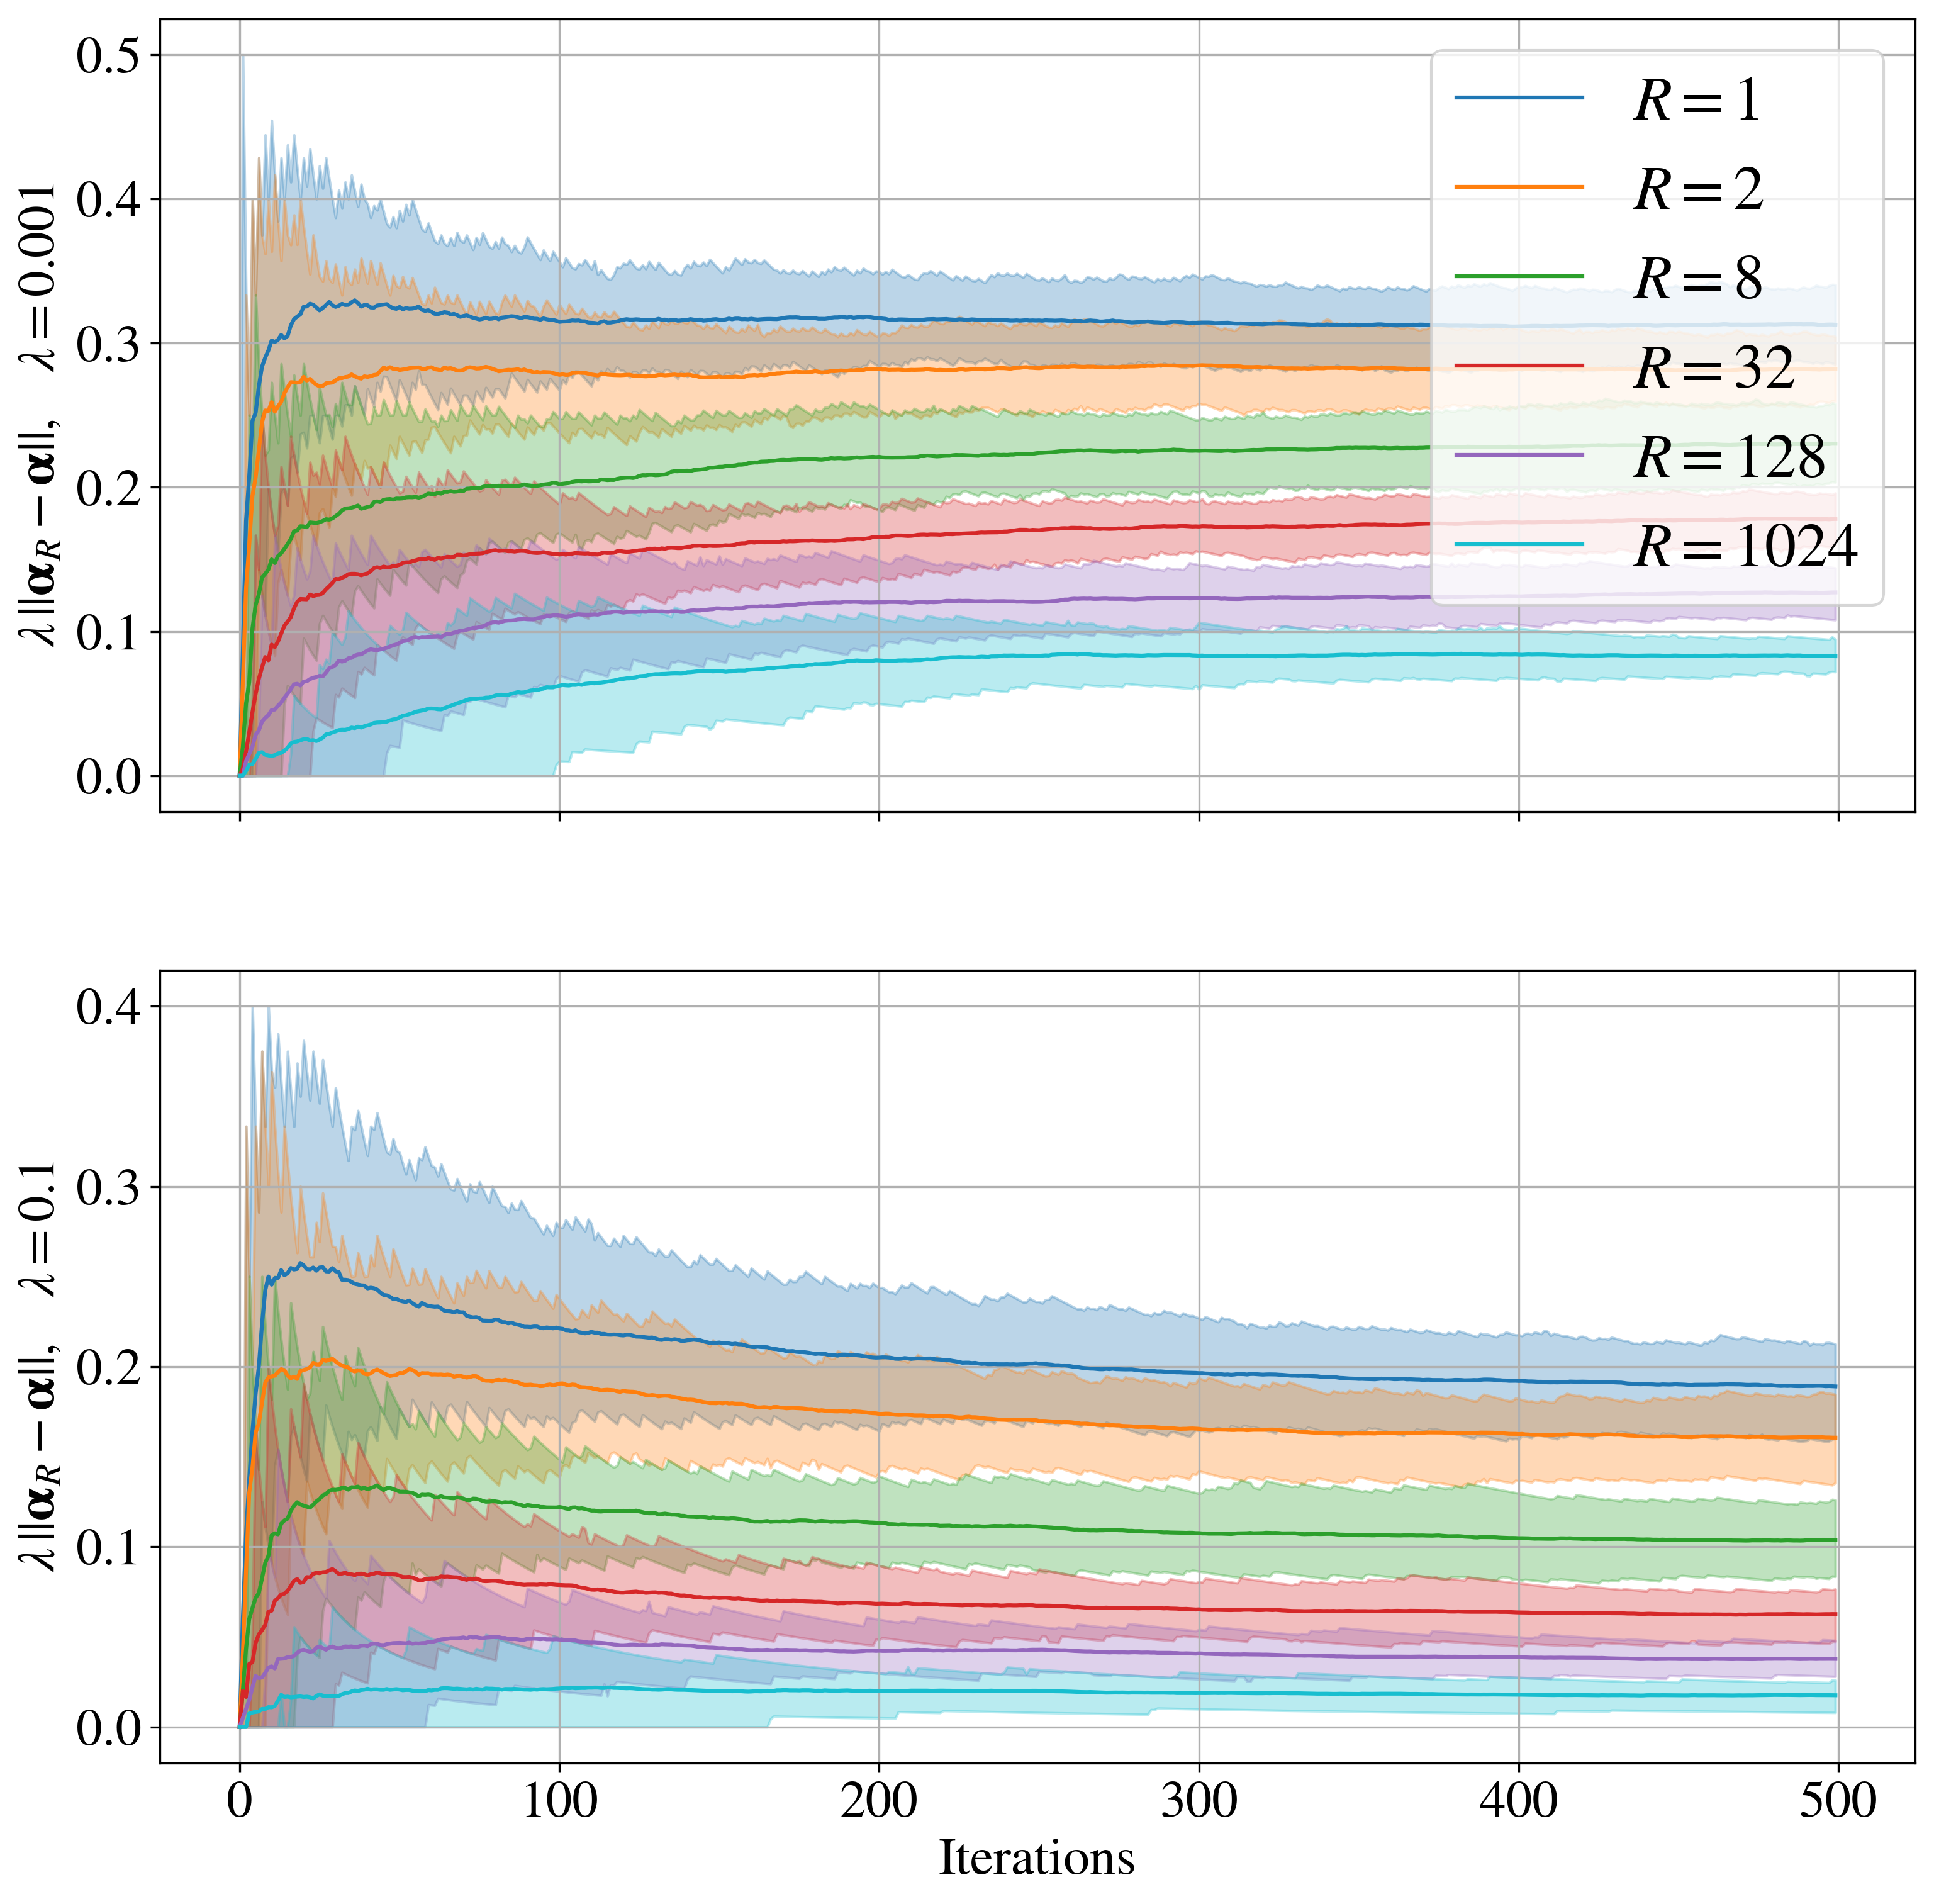 0.5
0.4
0.3
0.2
0.1
0.0
λ||α_R − α||, λ = 0.001
R = 1
R = 2
R = 8
R = 32
R = 128
R = 1024
0.4
0.3
0.2
0.1
0.0
λ||α_R − α||, λ = 0.1
0 100 200 300 400 500
Iterations